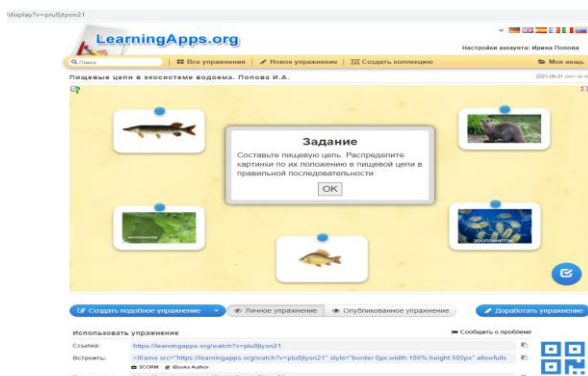 /display?v=piu8jtyon21
LearningApps.org
Настройки аккаунта: Ирина Попова
Поиск
Все упражнения
Новое упражнение
Создать коллекцию
Моя вещь
Пищевые цепи в экосистеме водоема. Попова И.А.
Задание
Составьте пищевую цепь. Распределите
картинки по их положению в пищевой цепи в
правильной последовательности.
OK
ЗООПЛАНКТОН
Создать подобное упражнение
Личное упражнение
Опубликованное упражнение
Доработать упражнение
Использовать упражнение
Сообщить о проблеме
Ссылка:
https://learningapps.org/watch?v=piu8jtyon21
Встроить:
<iframe src="https://learningapps.org/watch?v=piu8jtyon21" style="border:0px;width:100%;height:500px" allowfulls
SCORM
iBooks Author